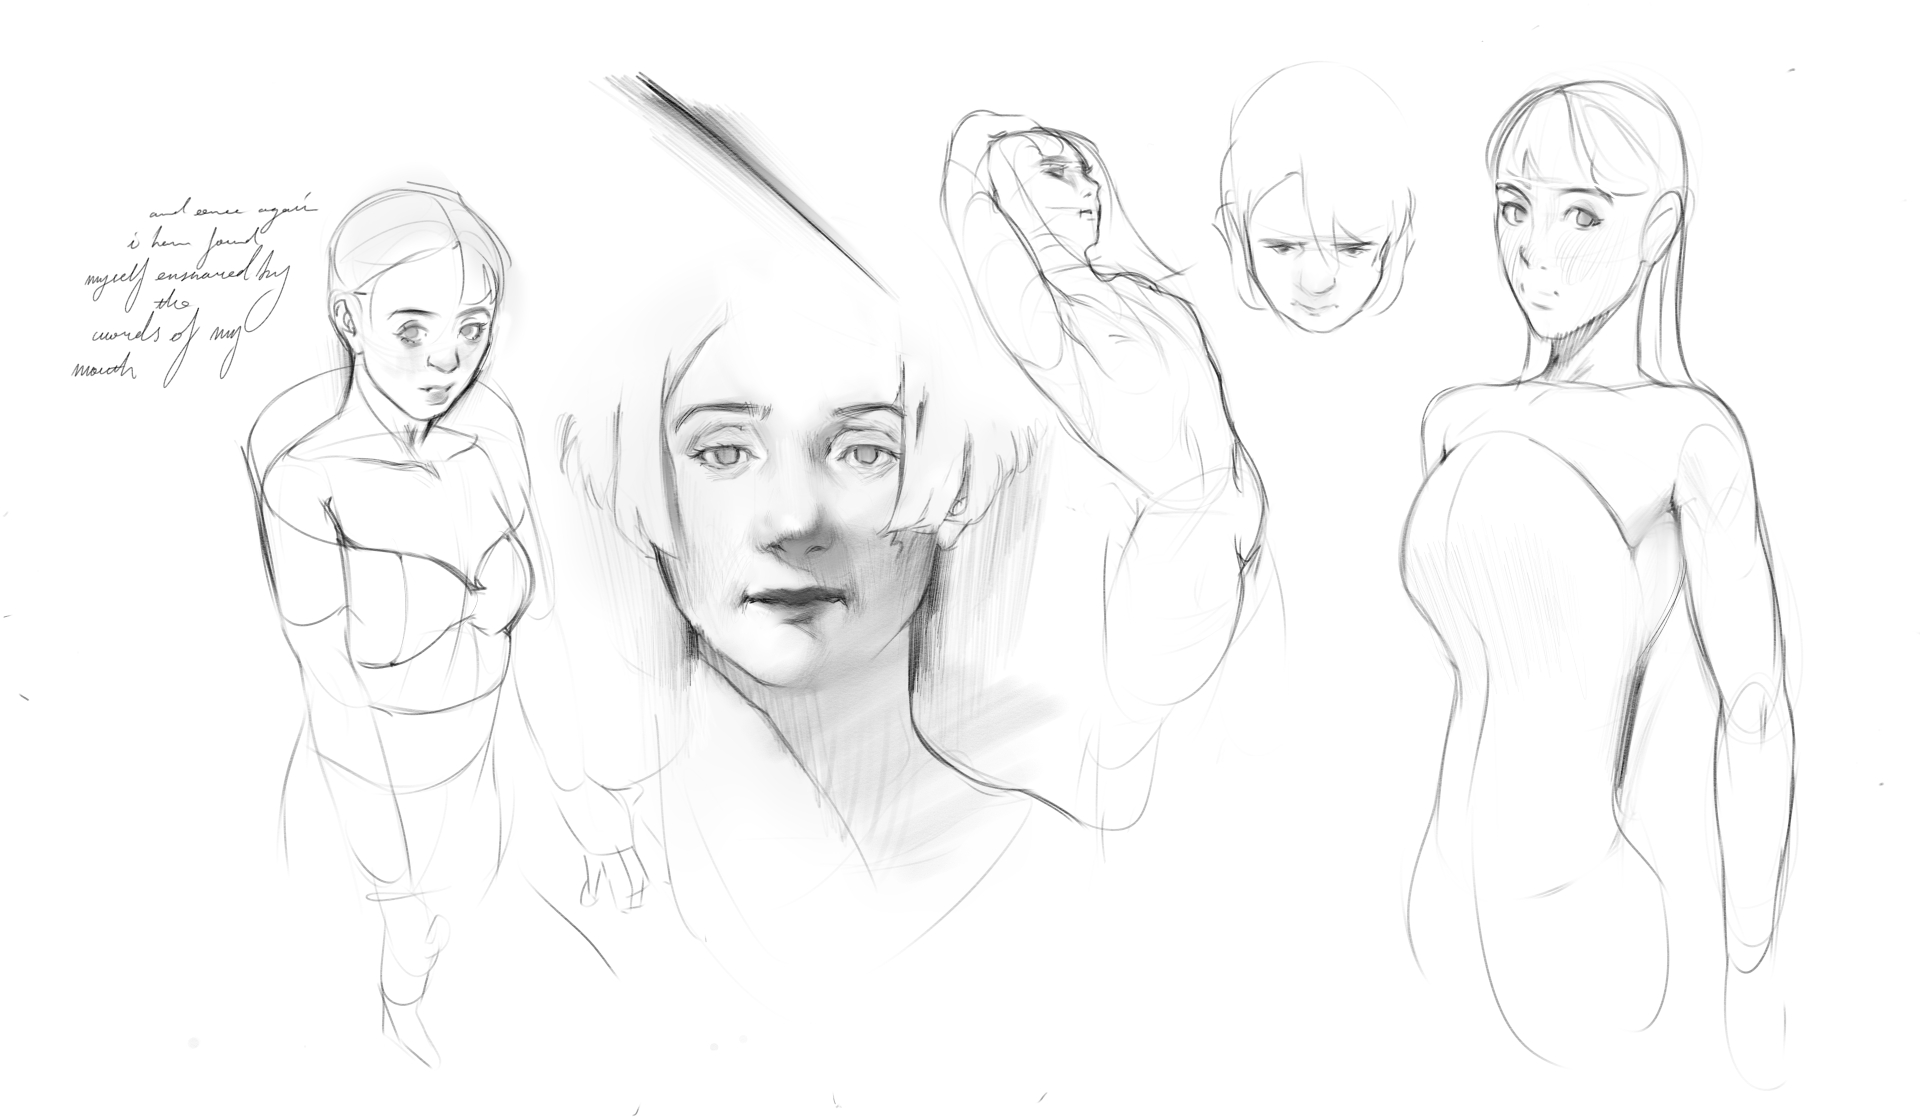 and once again
i have found
myself ensnared by
the
words of my
mouth